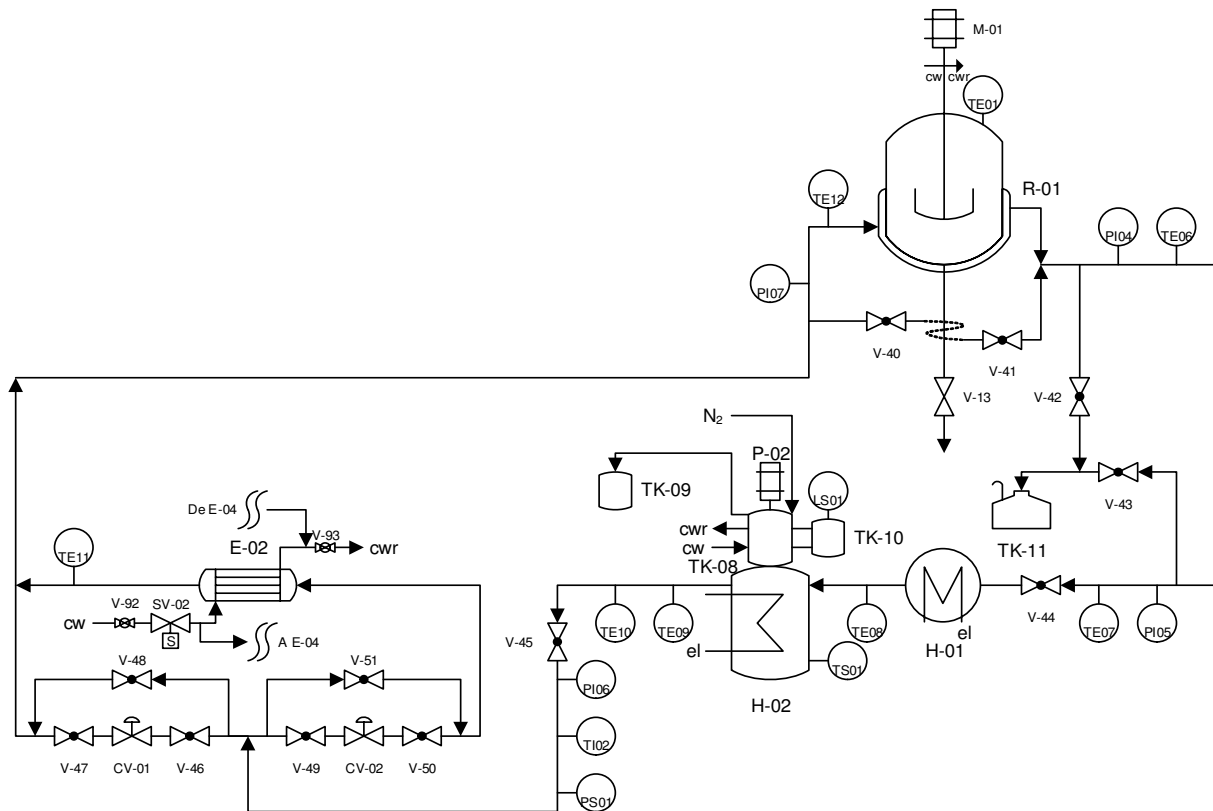 M-01
cw cwr
TE01
R-01
TE12
PI04
TE06
PI07
V-40
V-41
V-13
V-42
N2
P-02
TK-09
LS01
De E-04
V-93
cwr
TK-10
V-43
TE11
E-02
cwr
cw
TK-08
TK-11
V-92
SV-02
cw
S
A E-04
V-45
TE10
TE09
el
TE08
el
H-01
V-44
TE07
PI05
V-48
V-51
PI06
TS01
H-02
TI02
V-47
CV-01
V-46
V-49
CV-02
V-50
PS01